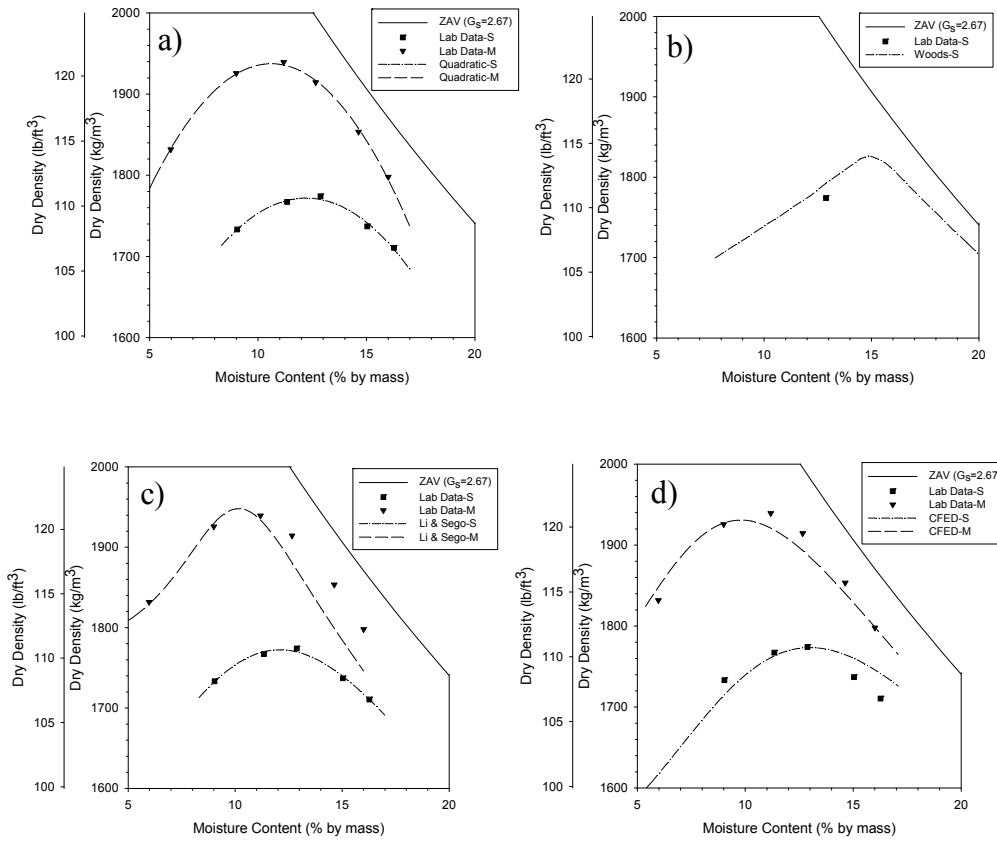 a)
ZAV (GS=2.67)
Lab Data-S
Lab Data-M
Quadratic-S
Quadratic-M
Dry Density (lb/ft3)
Dry Density (kg/m3)
2000
1900
1800
1700
1600
120
115
110
105
100
5 10 15 20
Moisture Content (% by mass)
b)
ZAV (GS=2.67)
Lab Data-S
Woods-S
Dry Density (lb/ft3)
Dry Density (kg/m3)
2000
1900
1800
1700
1600
120
115
110
105
100
5 10 15 20
Moisture Content (% by mass)
c)
ZAV (GS=2.67)
Lab Data-S
Lab Data-M
Li & Sego-S
Li & Sego-M
Dry Density (lb/ft3)
Dry Density (kg/m3)
2000
1900
1800
1700
1600
120
115
110
105
100
5 10 15 20
Moisture Content (% by mass)
d)
ZAV (GS=2.67
Lab Data-S
Lab Data-M
CFED-S
CFED-M
Dry Density (lb/ft3)
Dry Density (kg/m3)
2000
1900
1800
1700
1600
120
115
110
105
100
5 10 15 20
Moisture Content (% by mass)